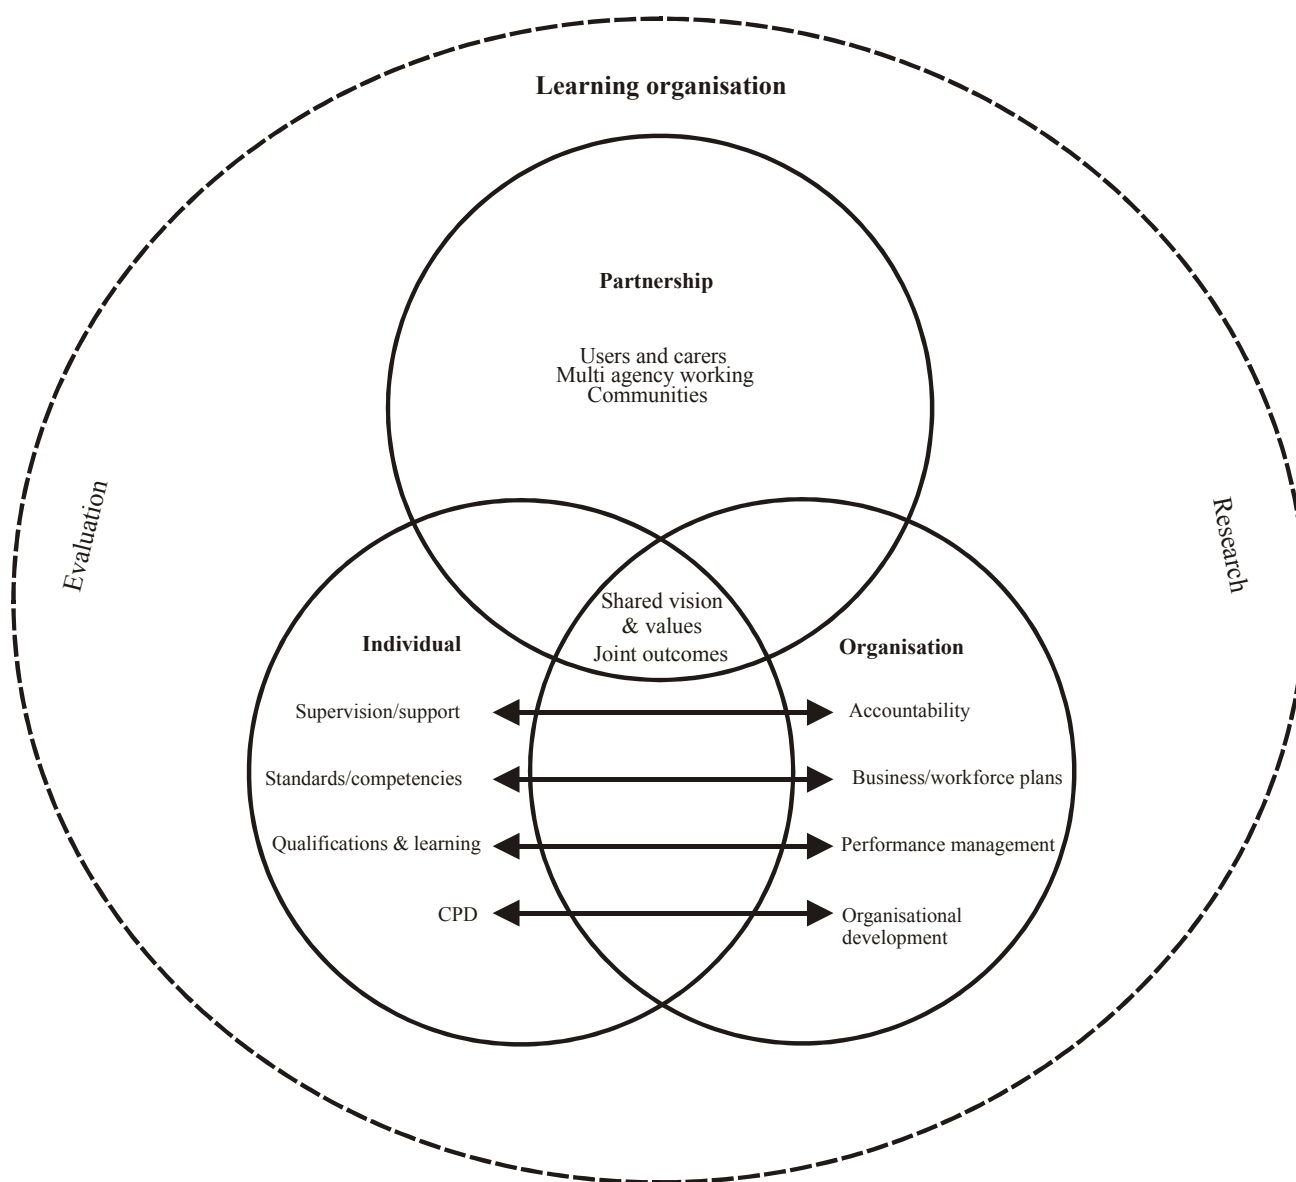 Learning organisation
Partnership
Users and carers
Multi agency working
Communities
Evaluation
Research
Shared vision
& values
Joint outcomes
Individual
Organisation
Supervision/support
Accountability
Standards/competencies
Business/workforce plans
Qualifications & learning
Performance management
CPD
Organisational
development